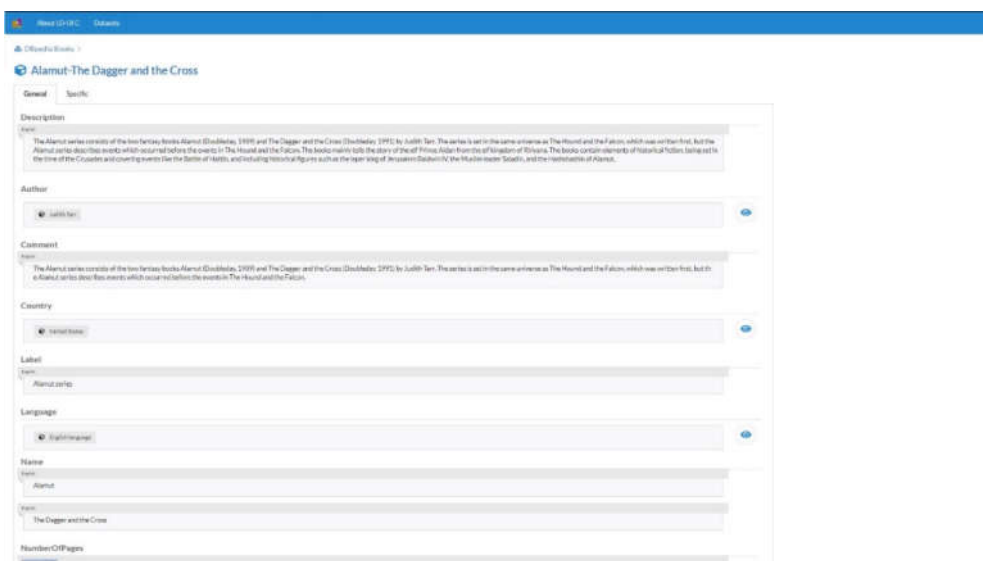 About LD-UI C Datasets
DBpedia Books >
Alamut-The Dagger and the Cross
General Specific
Description
English
The Alamut series consists of the two fantasy books Alamut (Doubleday, 1989) and The Dagger and the Cross (Doubleday, 1991) by Judith Tarr. The series is set in the same universe as The Hound and the Falcon, which was written first, but the
Alamut series describes events which occurred before the events in The Hound and the Falcon. The books mainly tells the story of the elf Prince Aidan from the elf kingdom of Rhiyana. The books contain elements of historical fiction, being set in
the time of the Crusades and covering events like the Battle of Hattin, and including historical figures such as the leper king of Jerusalem Baldwin IV, the Muslim leader Saladin, and the Hashshashin of Alamut.
Author
Judith Tarr
Comment
English
The Alamut series consists of the two fantasy books Alamut (Doubleday, 1989) and The Dagger and the Cross (Doubleday, 1991) by Judith Tarr. The series is set in the same universe as The Hound and the Falcon, which was written first, but th
e Alamut series describes events which occurred before the events in The Hound and the Falcon.
Country
United States
Label
English
Alamut series
Language
English language
Name
English
Alamut
English
The Dagger and the Cross
NumberOfPages